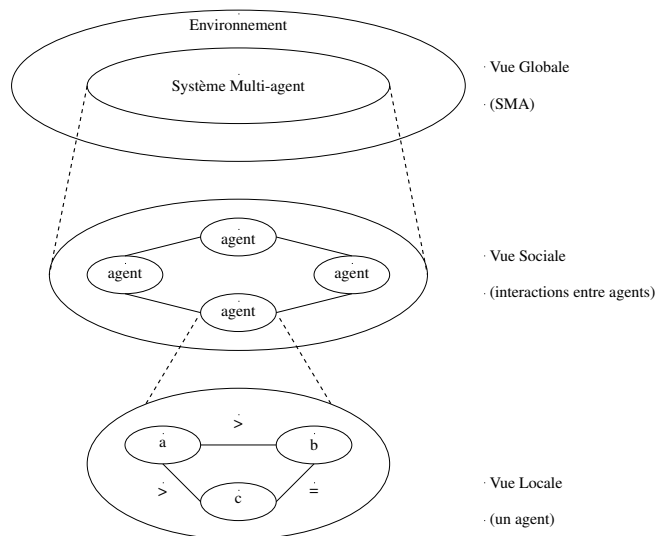 Environnement
Système Multi-agent
Vue Globale
(SMA)
agent
agent
agent
agent
Vue Sociale
(interactions entre agents)
>
a
b
>
c
=
Vue Locale
(un agent)